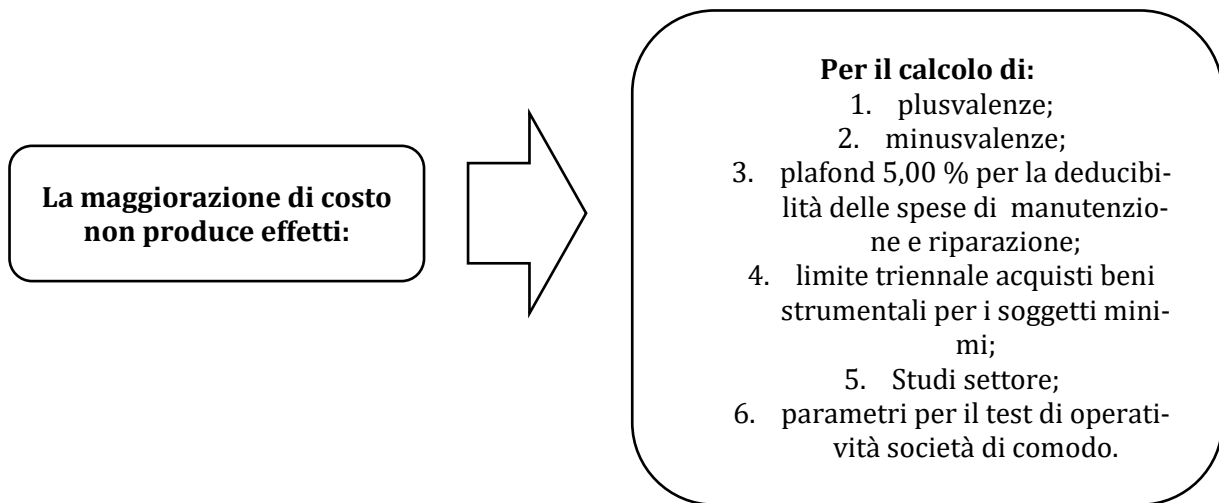 La maggiorazione di costo
non produce effetti:
Per il calcolo di:
1. plusvalenze;
2. minusvalenze;
3. plafond 5,00 % per la deducibi-
lità delle spese di manutenzio-
ne e riparazione;
4. limite triennale acquisti beni
strumentali per i soggetti mini-
mi;
5. Studi settore;
6. parametri per il test di operati-
vità società di comodo.